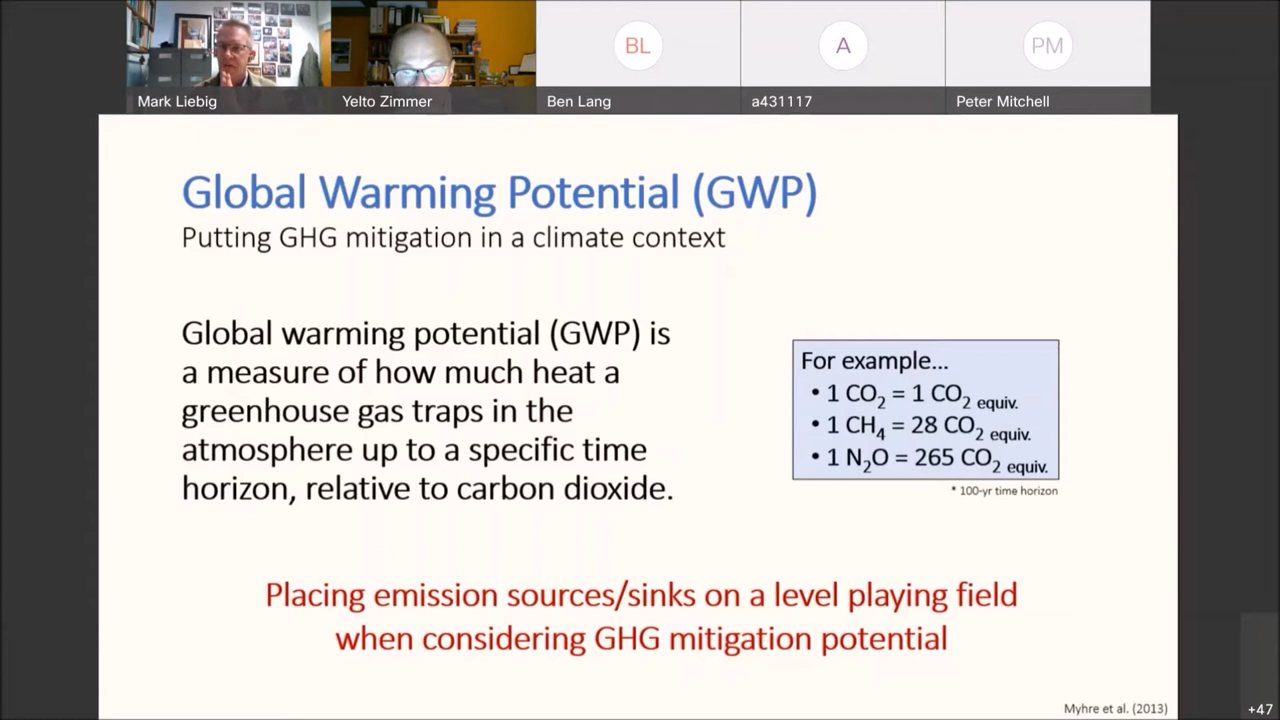 Mark Liebig
Yelto Zimmer
BL
Ben Lang
A
a431117
PM
Peter Mitchell
Global Warming Potential (GWP)
Putting GHG mitigation in a climate context
Global warming potential (GWP) is
a measure of how much heat a
greenhouse gas traps in the
atmosphere up to a specific time
horizon, relative to carbon dioxide.
For example...
• 1 CO₂ = 1 CO₂ equiv.
• 1 CH₄ = 28 CO₂ equiv.
• 1 N₂O = 265 CO₂ equiv.
* 100-yr time horizon
Placing emission sources/sinks on a level playing field
when considering GHG mitigation potential
Myhre et al. (2013)
+47